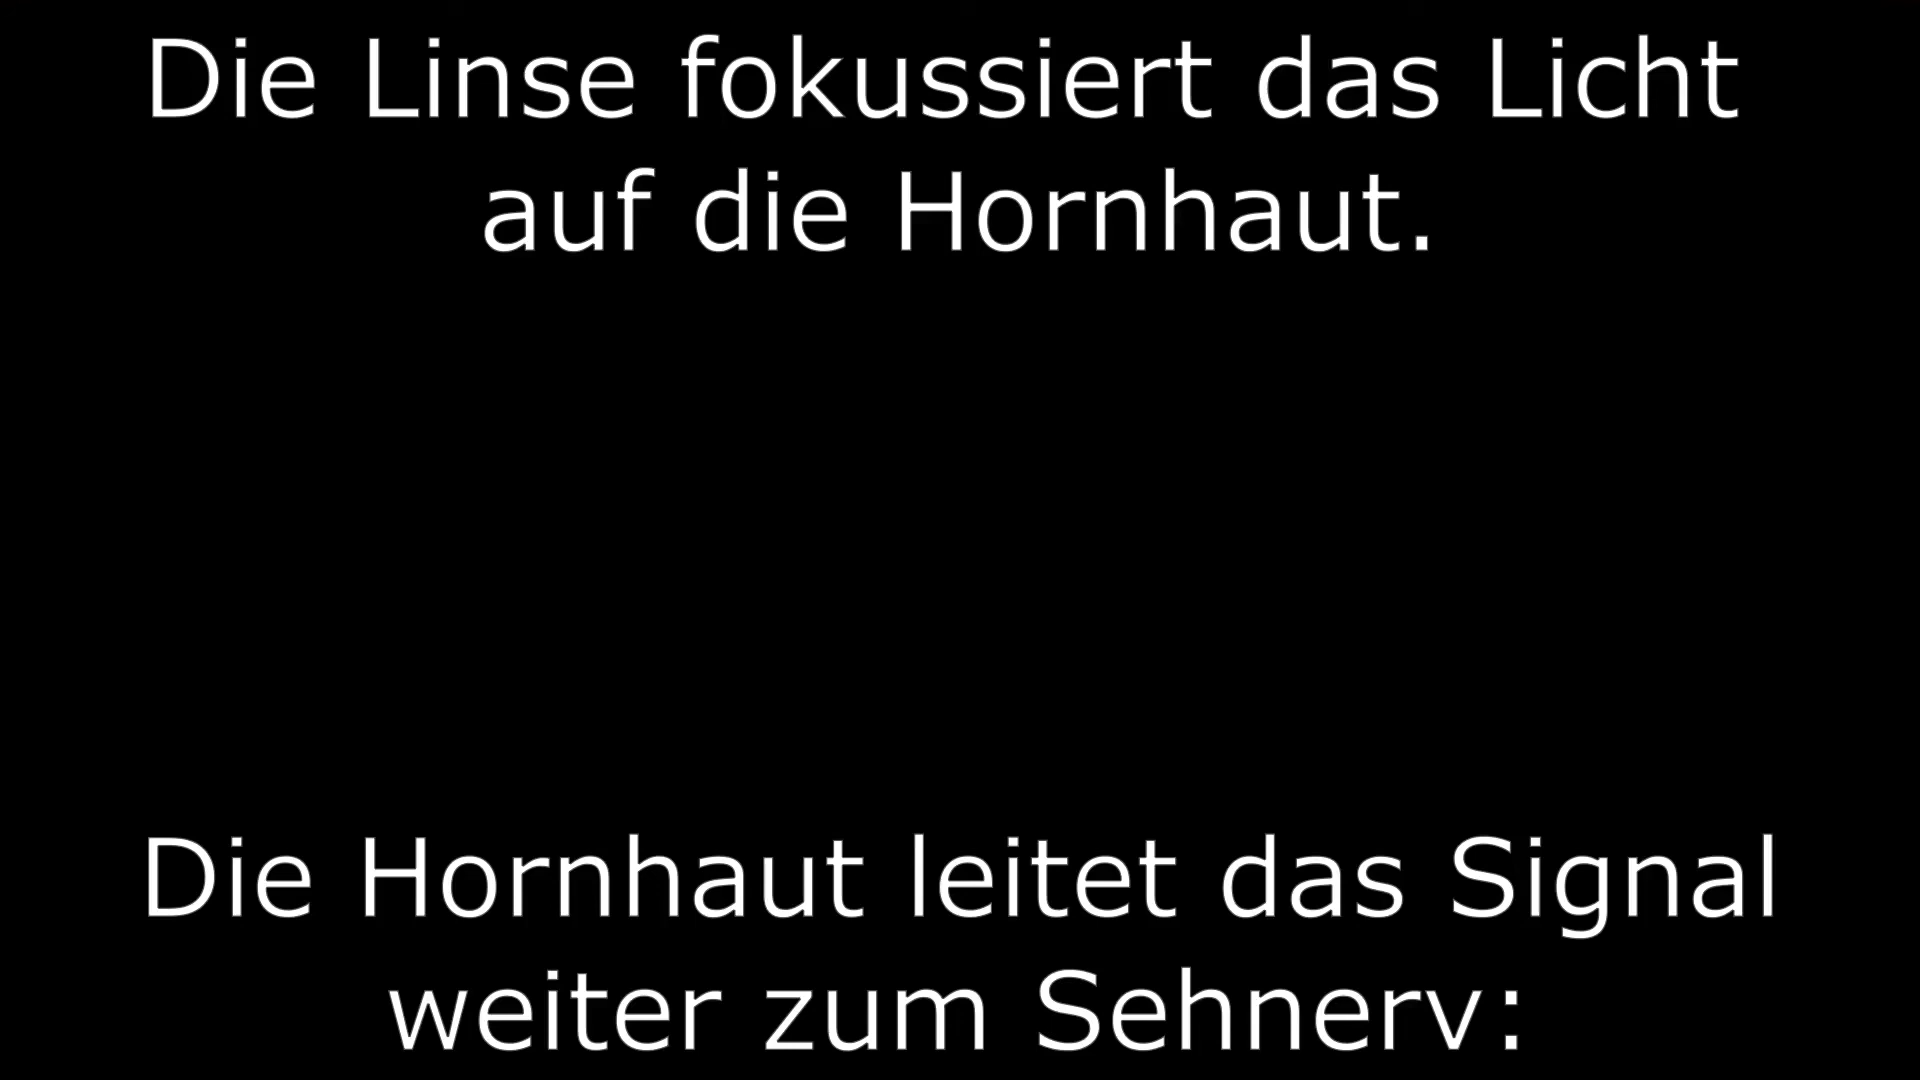 Die Linse fokussiert das Licht
auf die Hornhaut.
Die Hornhaut leitet das Signal
weiter zum Sehnerv: